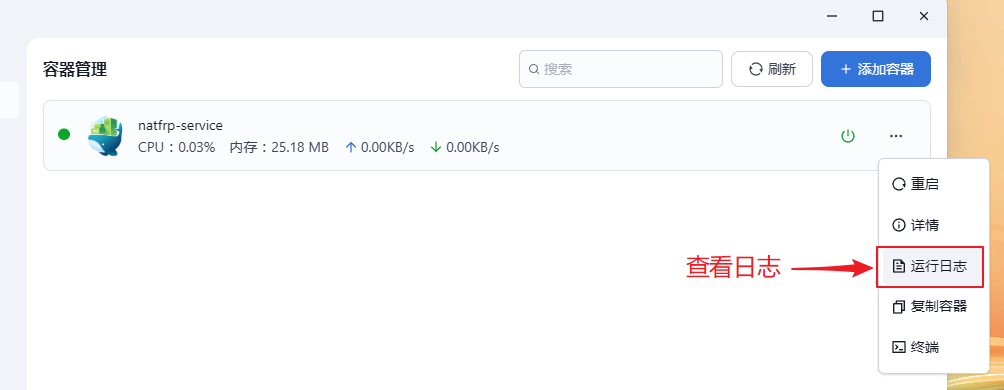 容器管理
搜索
刷新
+ 添加容器
natfrp-service
CPU：0.03% 内存：25.18 MB ↑ 0.00KB/s ↓ 0.00KB/s
重启
详情
查看日志
运行日志
复制容器
终端